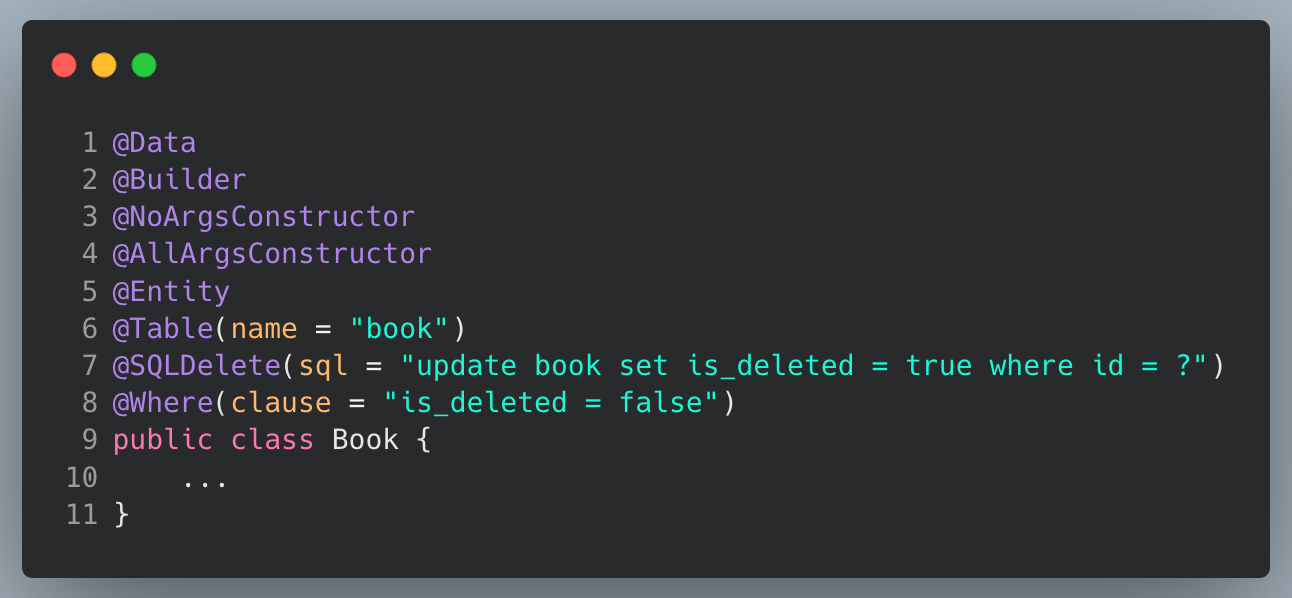 1 @Data
2 @Builder
3 @NoArgsConstructor
4 @AllArgsConstructor
5 @Entity
6 @Table(name = "book")
7 @SQLDelete(sql = "update book set is_deleted = true where id = ?")
8 @Where(clause = "is_deleted = false")
9 public class Book {
10     ...
11 }